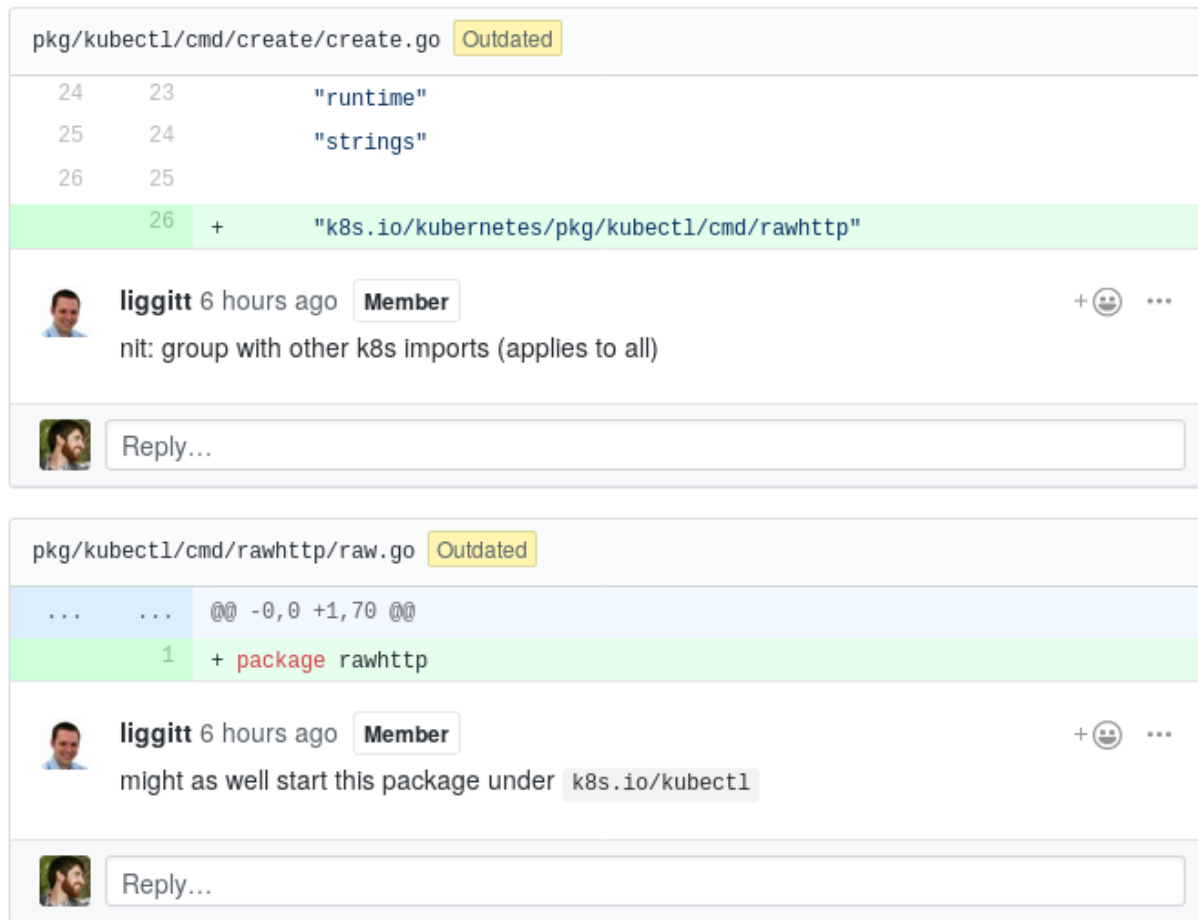 pkg/kubectl/cmd/create/create.go Outdated
24 23 "runtime"
25 24 "strings"
26 25
26 + "k8s.io/kubernetes/pkg/kubectl/cmd/rawhttp"
liggitt 6 hours ago Member
nit: group with other k8s imports (applies to all)
Reply...
pkg/kubectl/cmd/rawhttp/raw.go Outdated
... ... @@ -0,0 +1,70 @@
1 + package rawhttp
liggitt 6 hours ago Member
might as well start this package under k8s.io/kubectl
Reply...